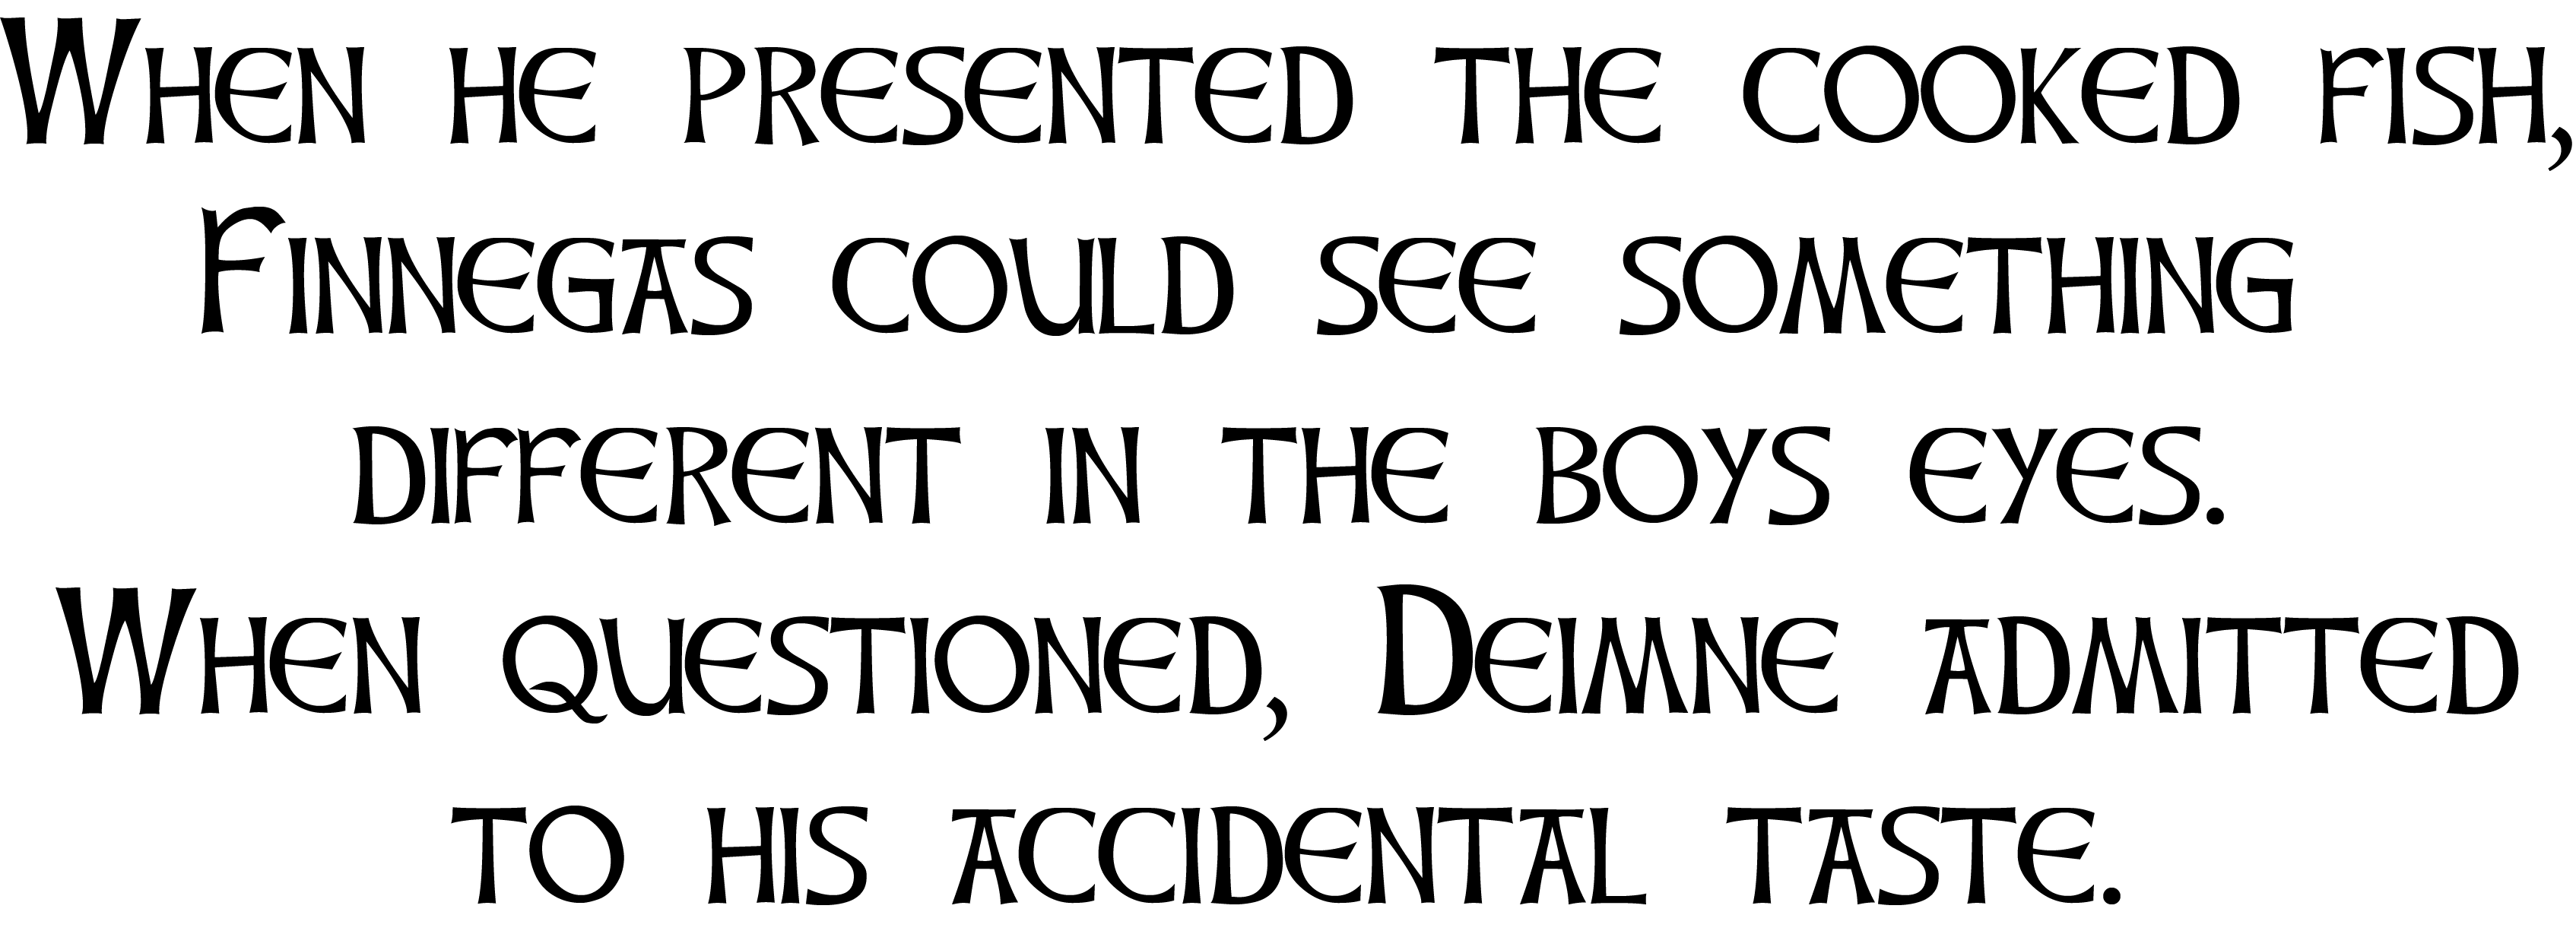 When he presented the cooked fish,
Finnegas could see something
different in the boys eyes.
When questioned, Deimne admitted
to his accidental taste.